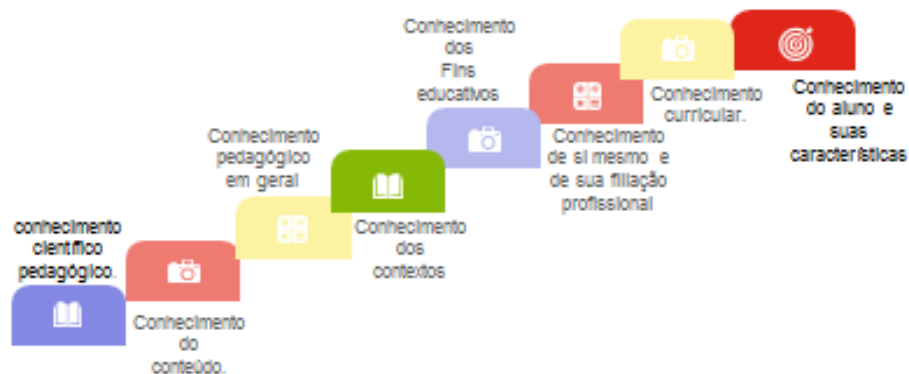 conhecimento
científico
pedagógico.
Conhecimento
do
conteúdo.
Conhecimento
pedagógico
em geral
Conhecimento
dos
contextos
Conhecimento
dos
Fins
educativos
Conhecimento
de si mesmo e
de sua filiação
profissional
Conhecimento
curricular.
Conhecimento
do aluno e
suas
características